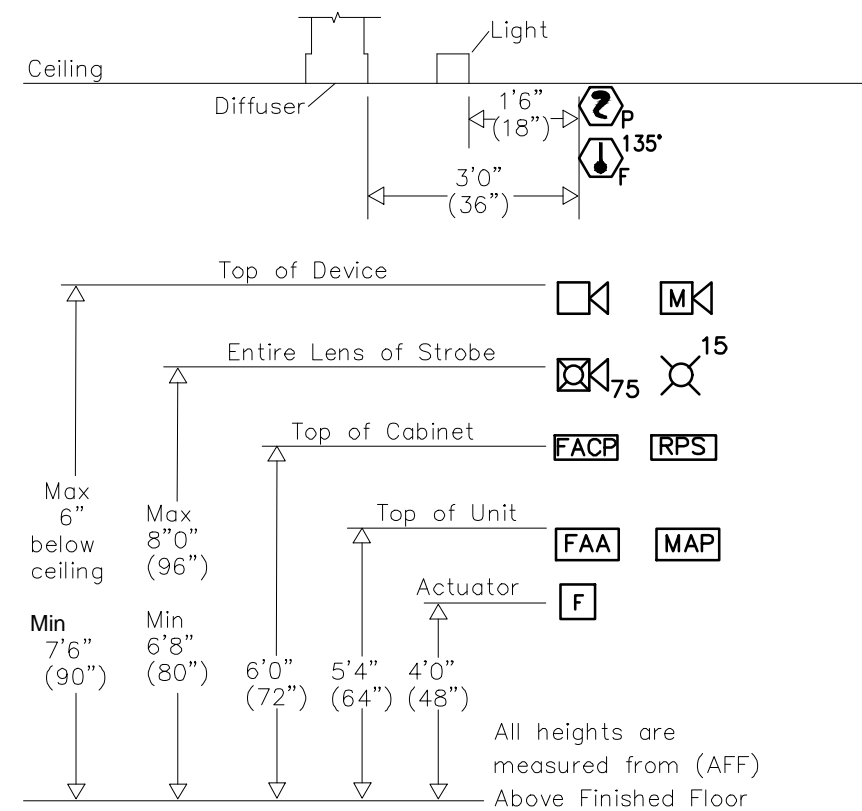 Light
Ceiling
Diffuser
1'6"
(18")
P
135°
F
3'0"
(36")
Top of Device
M
Entire Lens of Strobe
75
15
Top of Cabinet
FACP
RPS
Max
6"
below
ceiling
Max
8"0"
(96")
Top of Unit
FAA
MAP
Actuator
F
Min
7'6"
(90")
Min
6'8"
(80")
6'0"
(72")
5'4"
(64")
4'0"
(48")
All heights are
measured from (AFF)
Above Finished Floor